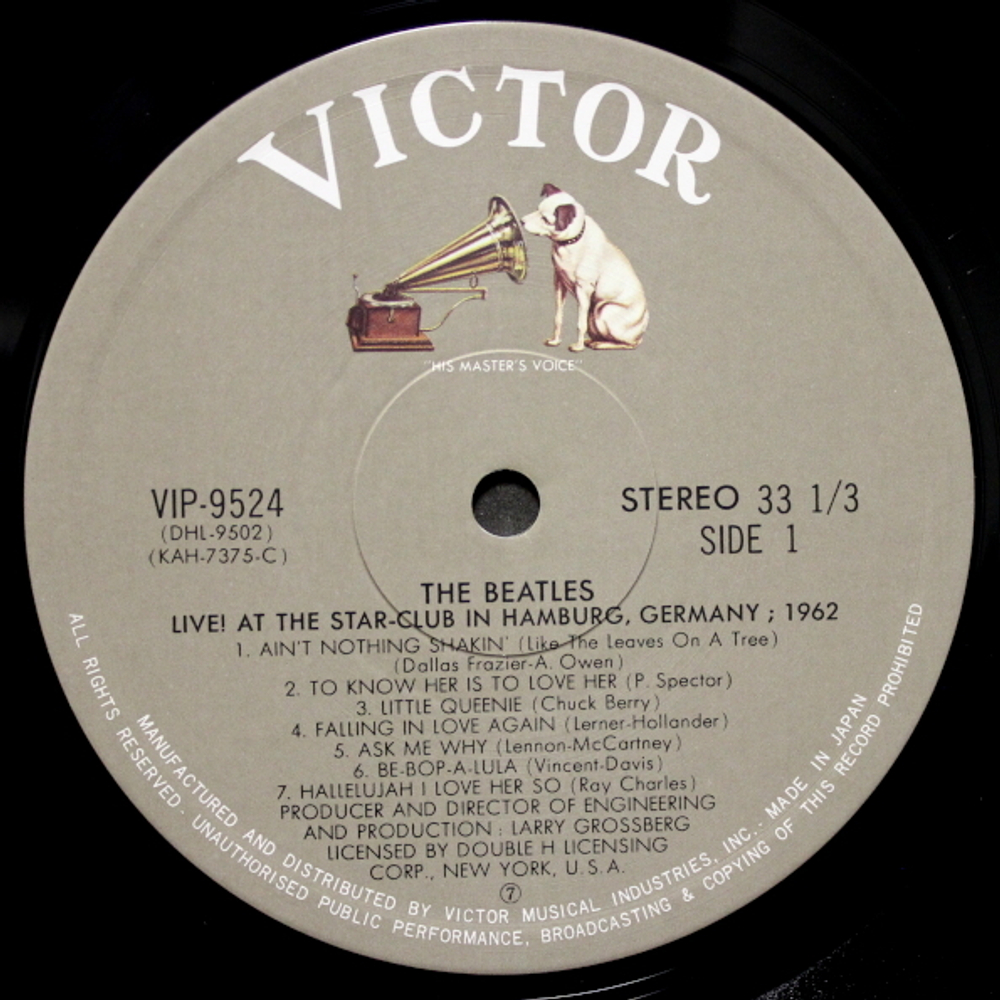 VICTOR
"HIS MASTER'S VOICE"
VIP-9524
(DHL-9502)
(KAH-7375-C)
STEREO 33 1/3
SIDE 1
THE BEATLES
LIVE! AT THE STAR-CLUB IN HAMBURG, GERMANY ; 1962
1. AIN'T NOTHING SHAKIN' (Like The Leaves On A Tree)
(Dallas Frazier-A. Owen)
2. TO KNOW HER IS TO LOVE HER (P. Spector)
3. LITTLE QUEENIE (Chuck Berry)
4. FALLING IN LOVE AGAIN (Lerner-Hollander)
5. ASK ME WHY (Lennon-McCartney)
6. BE-BOP-A-LULA (Vincent-Davis)
7. HALLELUJAH I LOVE HER SO (Ray Charles)
PRODUCER AND DIRECTOR OF ENGINEERING
AND PRODUCTION : LARRY GROSSBERG
LICENSED BY DOUBLE H LICENSING
CORP., NEW YORK, U.S.A.
⑦
MANUFACTURED AND DISTRIBUTED BY VICTOR MUSICAL INDUSTRIES, INC.· MADE IN JAPAN
ALL RIGHTS RESERVED· UNAUTHORISED PUBLIC PERFORMANCE, BROADCASTING & COPYING OF THIS RECORD PROHIBITED